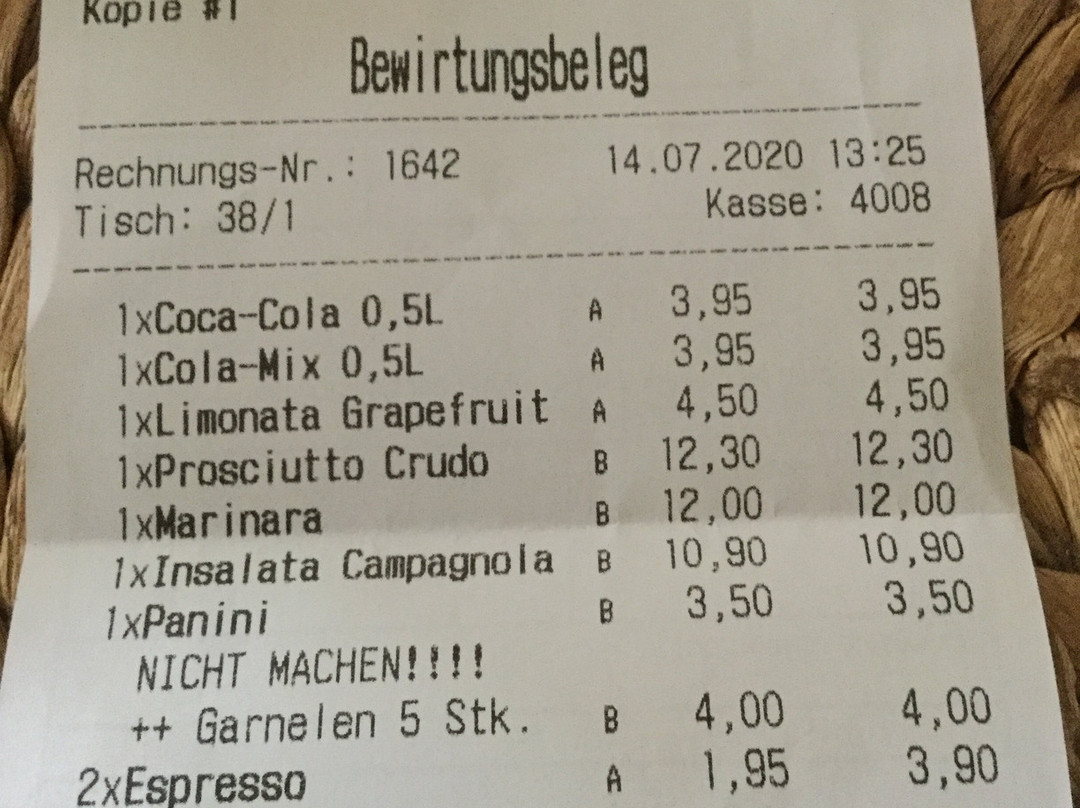 Kopie #1
Bewirtungsbeleg
Rechnungs-Nr.: 1642 14.07.2020 13:25
Tisch: 38/1 Kasse: 4008
1xCoca-Cola 0,5L A 3,95 3,95
1xCola-Mix 0,5L A 3,95 3,95
1xLimonata Grapefruit A 4,50 4,50
1xProsciutto Crudo B 12,30 12,30
1xMarinara B 12,00 12,00
1xInsalata Campagnola B 10,90 10,90
1xPanini B 3,50 3,50
NICHT MACHEN!!!!
++ Garnelen 5 Stk. B 4,00 4,00
2xEspresso A 1,95 3,90